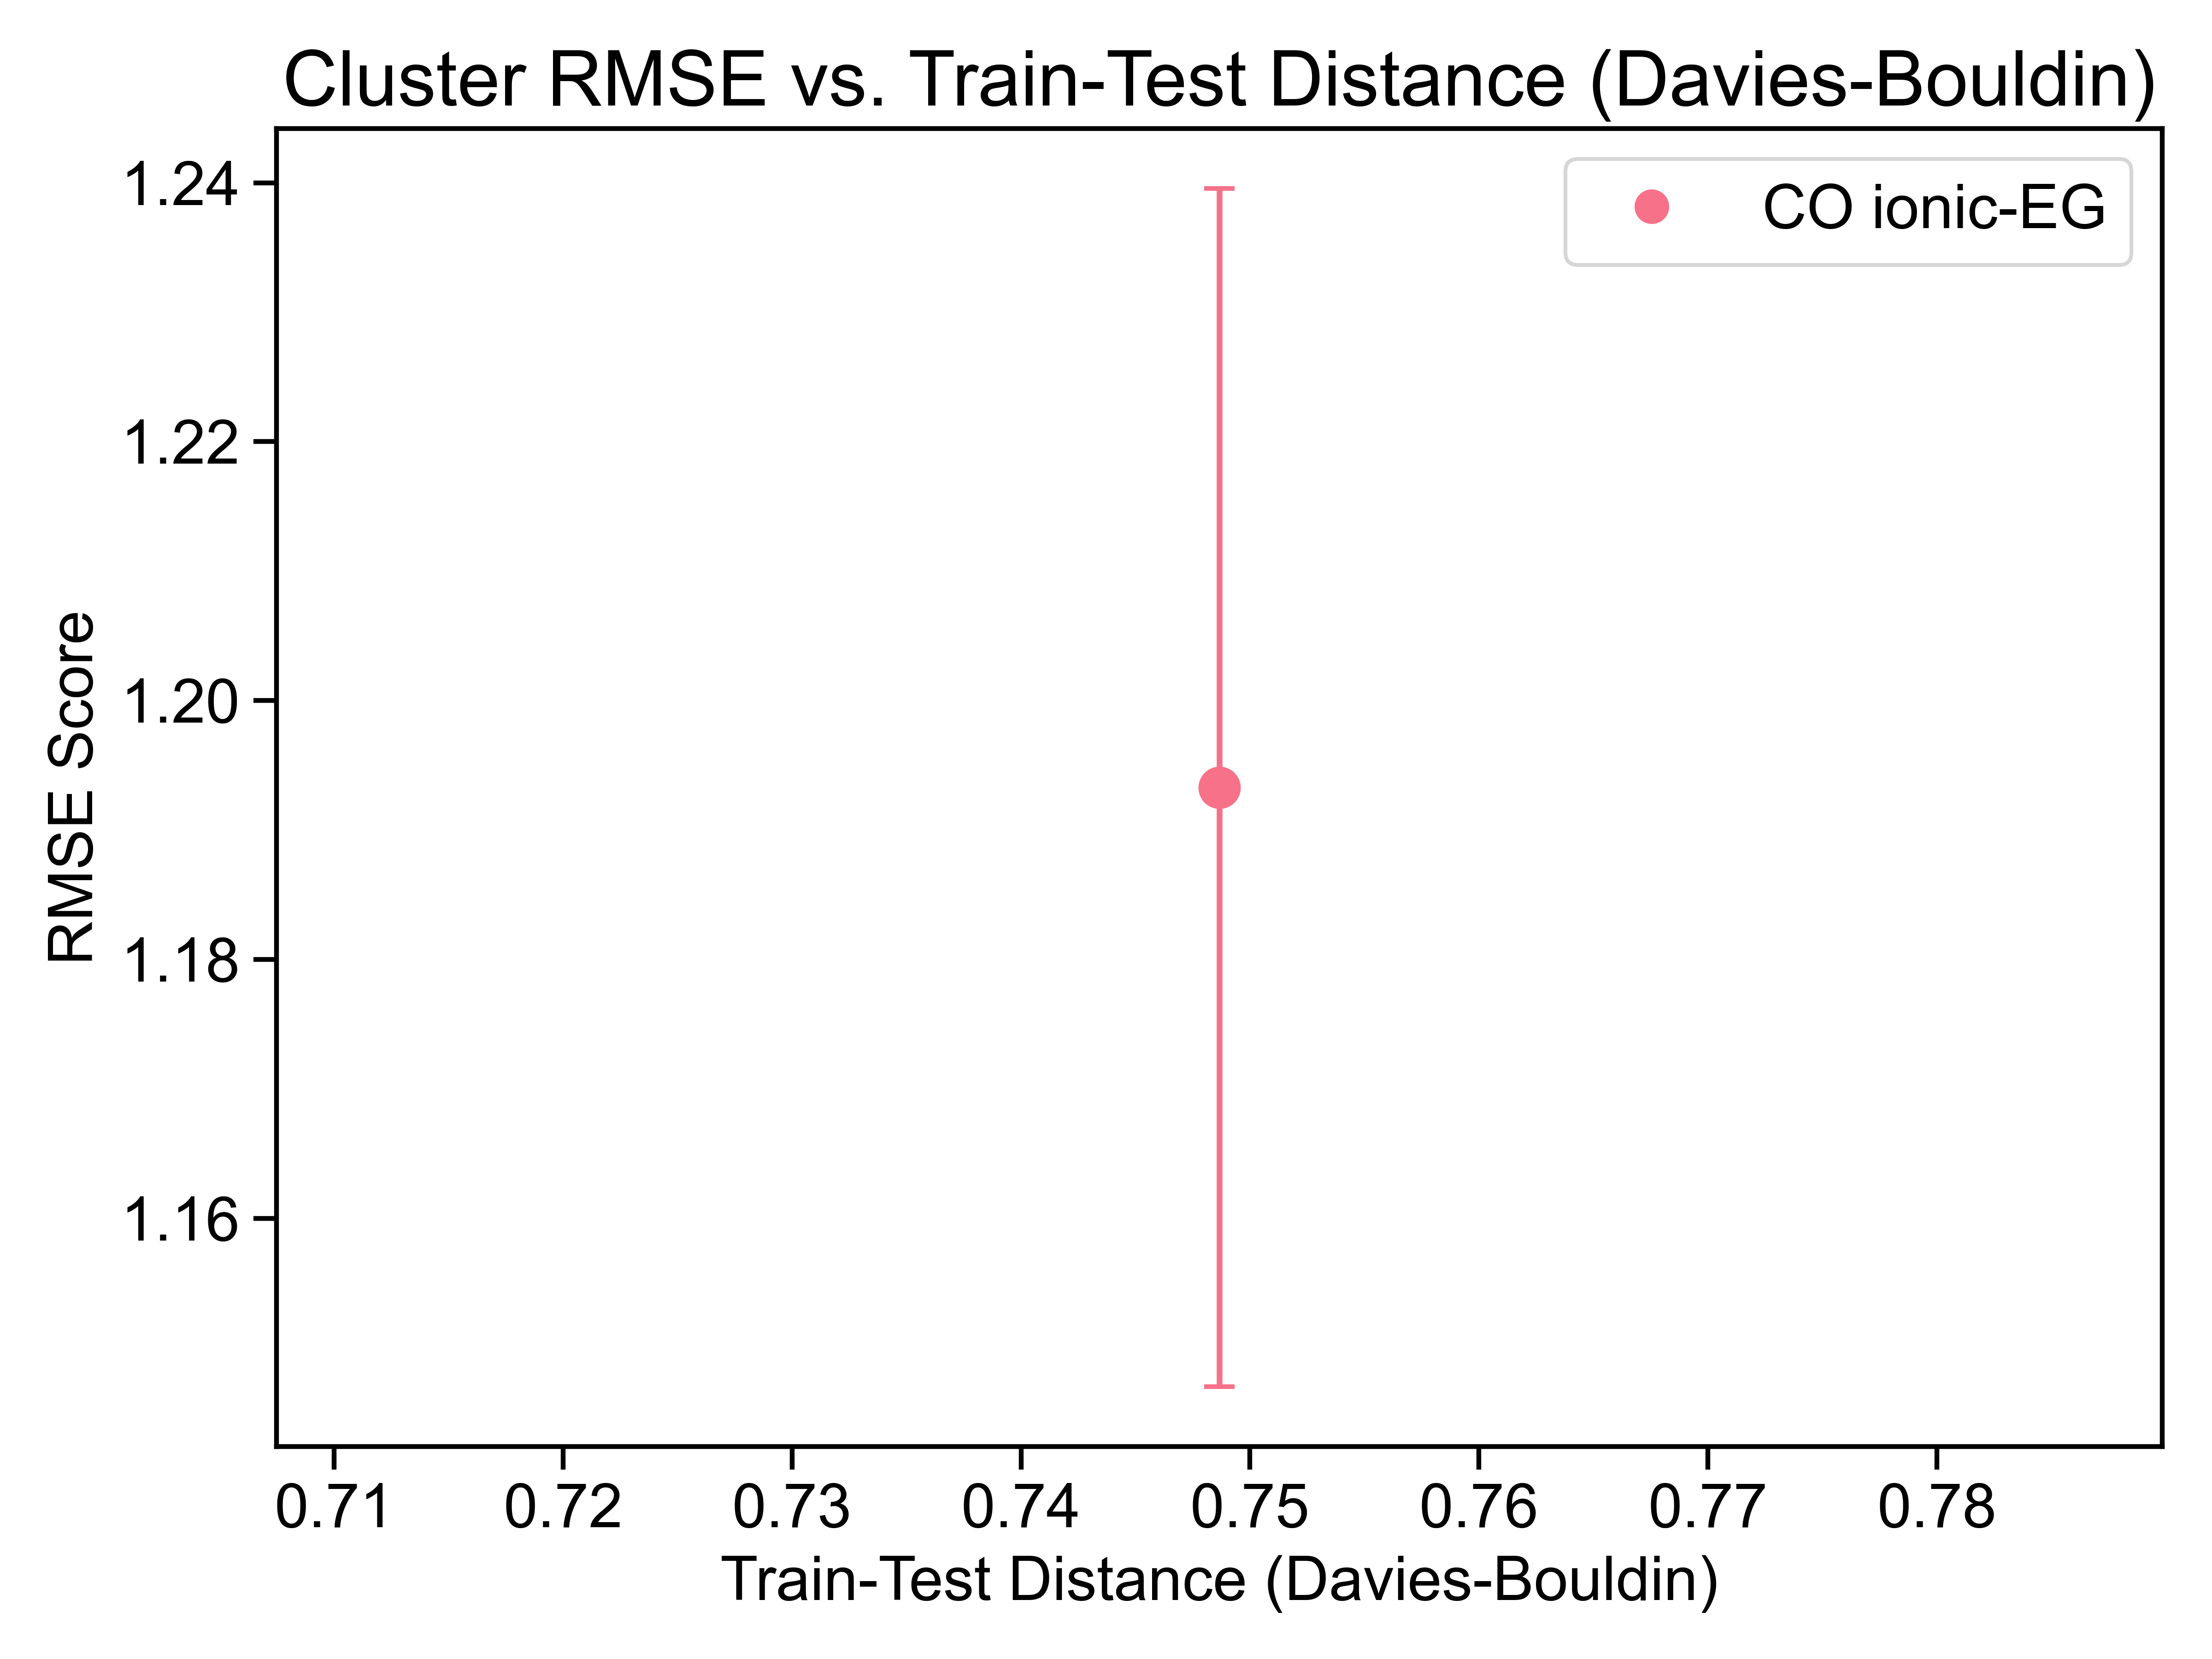 Cluster RMSE vs. Train-Test Distance (Davies-Bouldin)
CO ionic-EG
1.24
1.22
1.20
1.18
1.16
RMSE Score
0.71 0.72 0.73 0.74 0.75 0.76 0.77 0.78
Train-Test Distance (Davies-Bouldin)